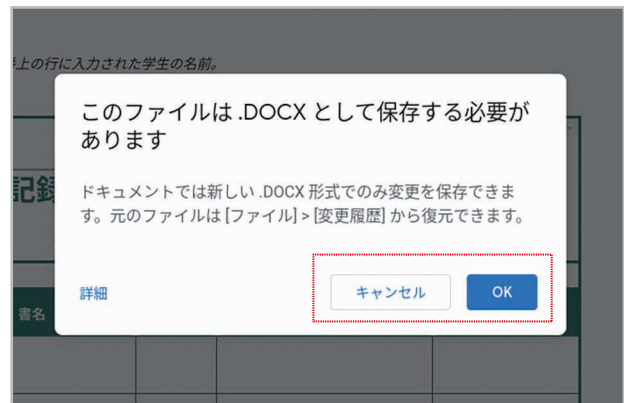 上の行に入力された学生の名前。
このファイルは .DOCX として保存する必要が
あります
記録
ドキュメントでは新しい .DOCX 形式でのみ変更を保存できま
す。元のファイルは [ファイル] > [変更履歴] から復元できます。
詳細
キャンセル
OK
書名